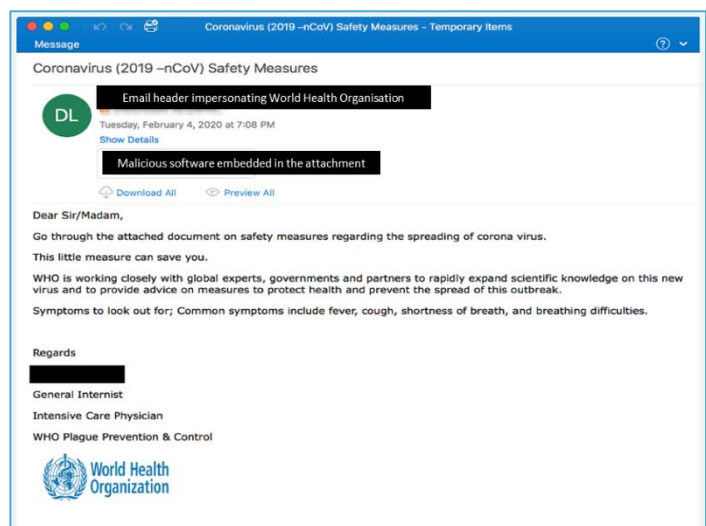 Coronavirus (2019 –nCoV) Safety Measures – Temporary Items
Message
Coronavirus (2019 –nCoV) Safety Measures
Email header impersonating World Health Organisation
DL
Tuesday, February 4, 2020 at 7:08 PM
Show Details
Malicious software embedded in the attachment
Download All Preview All
Dear Sir/Madam,
Go through the attached document on safety measures regarding the spreading of corona virus.
This little measure can save you.
WHO is working closely with global experts, governments and partners to rapidly expand scientific knowledge on this new
virus and to provide advice on measures to protect health and prevent the spread of this outbreak.
Symptoms to look out for; Common symptoms include fever, cough, shortness of breath, and breathing difficulties.
Regards
General Internist
Intensive Care Physician
WHO Plague Prevention & Control
World Health
Organization